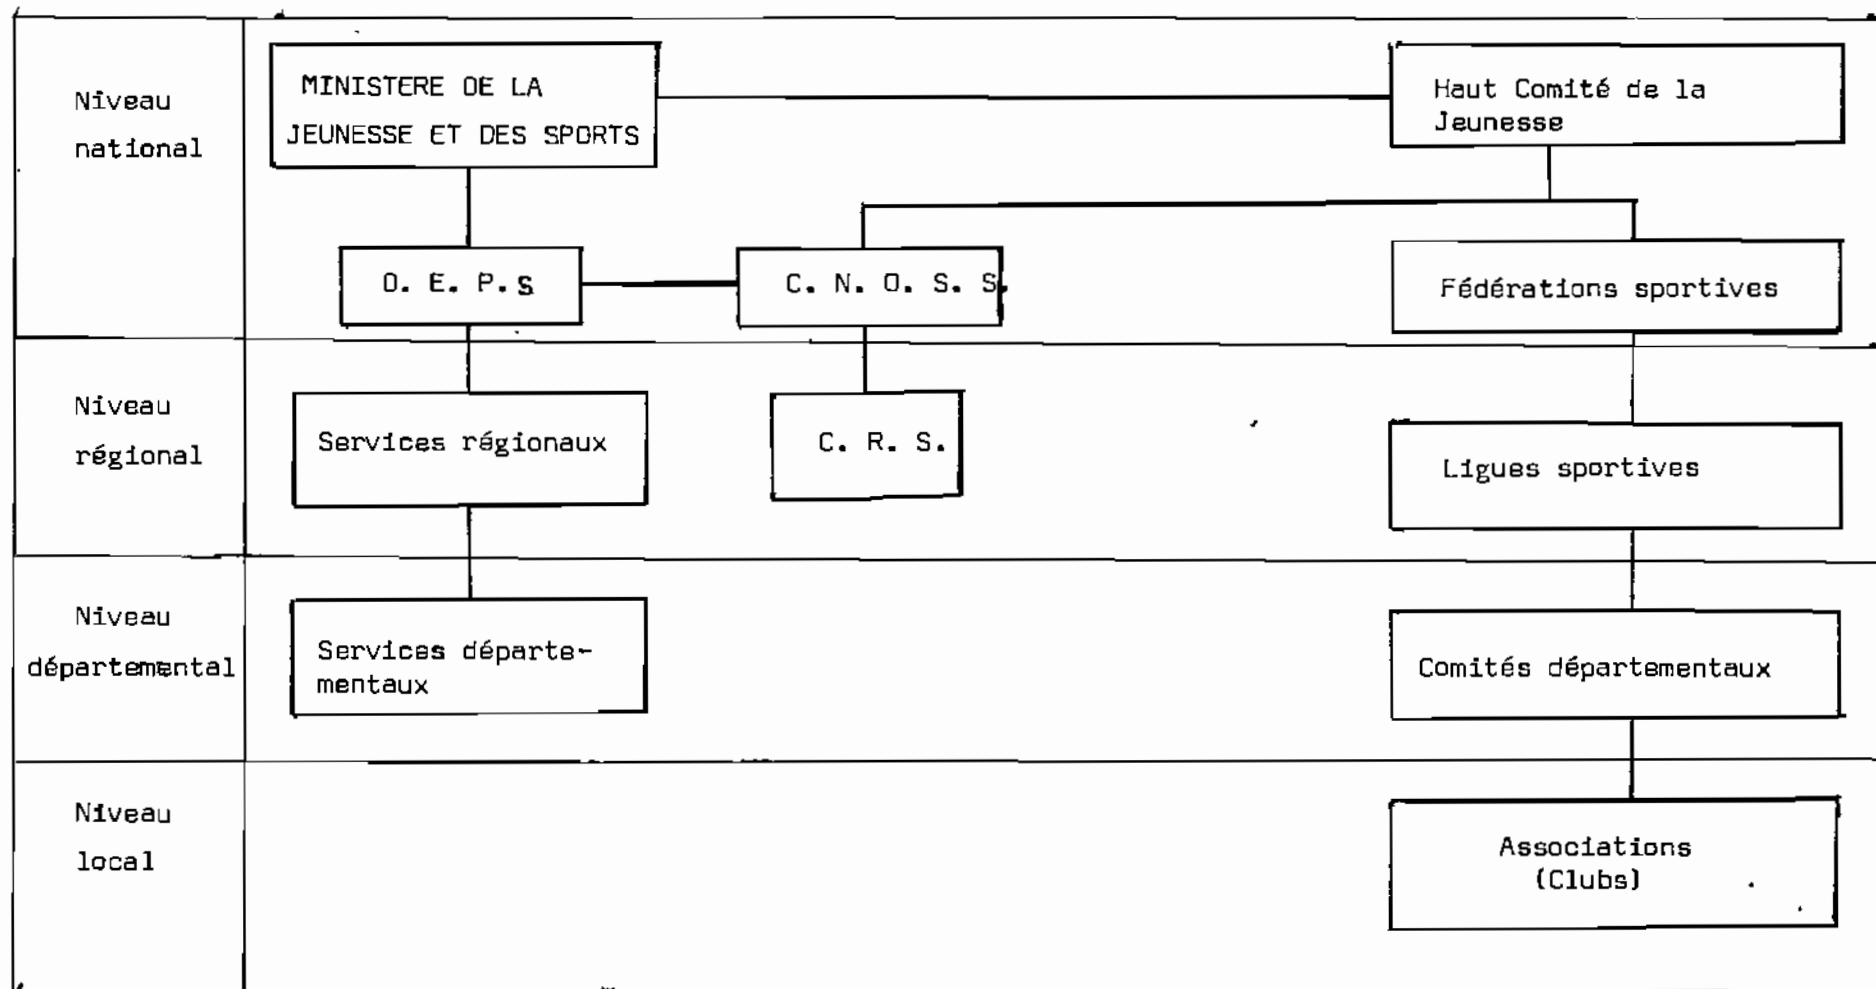 Niveau
national
MINISTERE DE LA
JEUNESSE ET DES SPORTS
Haut Comité de la
Jeunesse
D. E. P.S
C. N. O. S. S.
Fédérations sportives
Niveau
régional
Services régionaux
C. R. S.
Ligues sportives
Niveau
départemental
Services départe-
mentaux
Comités départementaux
Niveau
local
Associations
(Clubs)